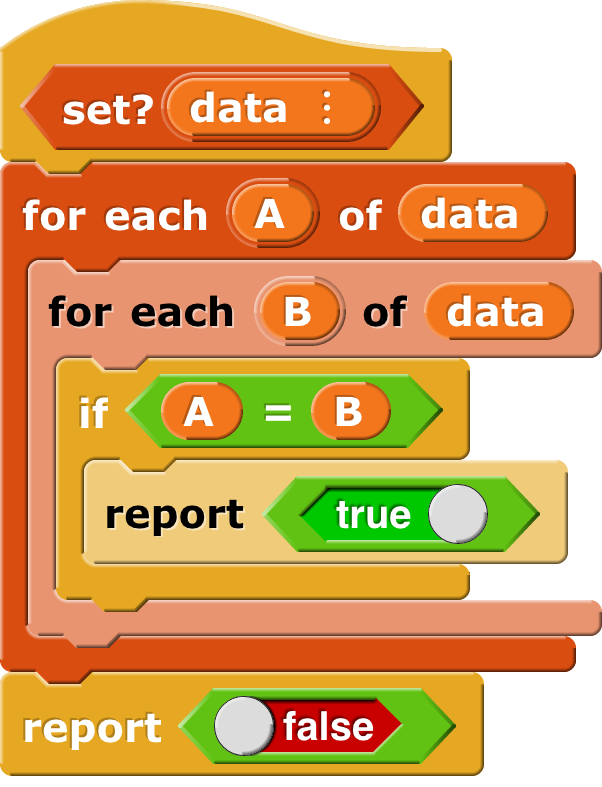 set? data ⋮
for each A of data
for each B of data
if A = B
report true
report false